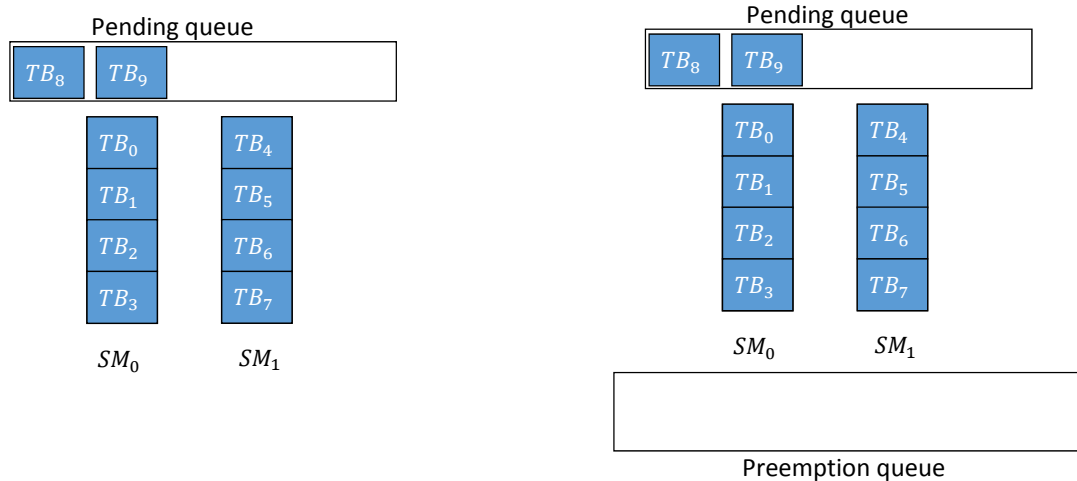 Pending queue
TB₈ TB₉
TB₀ TB₄
TB₁ TB₅
TB₂ TB₆
TB₃ TB₇
SM₀ SM₁
Pending queue
TB₈ TB₉
TB₀ TB₄
TB₁ TB₅
TB₂ TB₆
TB₃ TB₇
SM₀ SM₁
Preemption queue